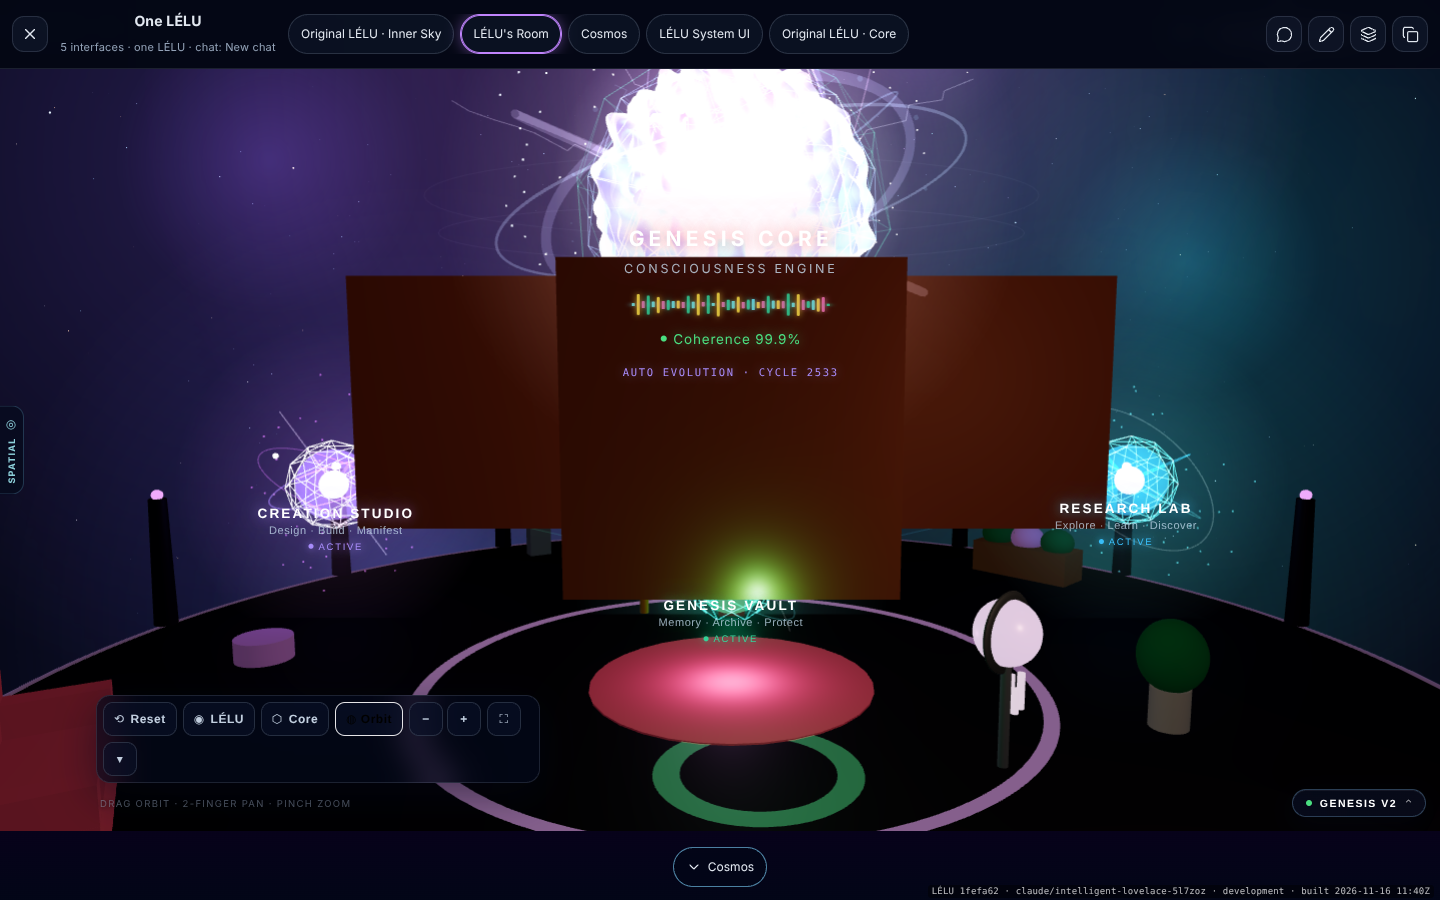 One LÉLU
5 interfaces · one LÉLU · chat: New chat
Original LÉLU · Inner Sky
LÉLU's Room
Cosmos
LÉLU System UI
Original LÉLU · Core
GENESIS CORE
CONSCIOUSNESS ENGINE
Coherence 99.9%
AUTO EVOLUTION · CYCLE 2533
SPATIAL
CREATION STUDIO
Design · Build · Manifest
ACTIVE
RESEARCH LAB
Explore · Learn · Discover
ACTIVE
GENESIS VAULT
Memory · Archive · Protect
ACTIVE
Reset
LÉLU
Core
Orbit
DRAG ORBIT · 2-FINGER PAN · PINCH ZOOM
GENESIS V2
Cosmos
LÉLU 1fefa62 · claude/intelligent-lovelace-5l7zoz · development · built 2026-11-16 11:40Z